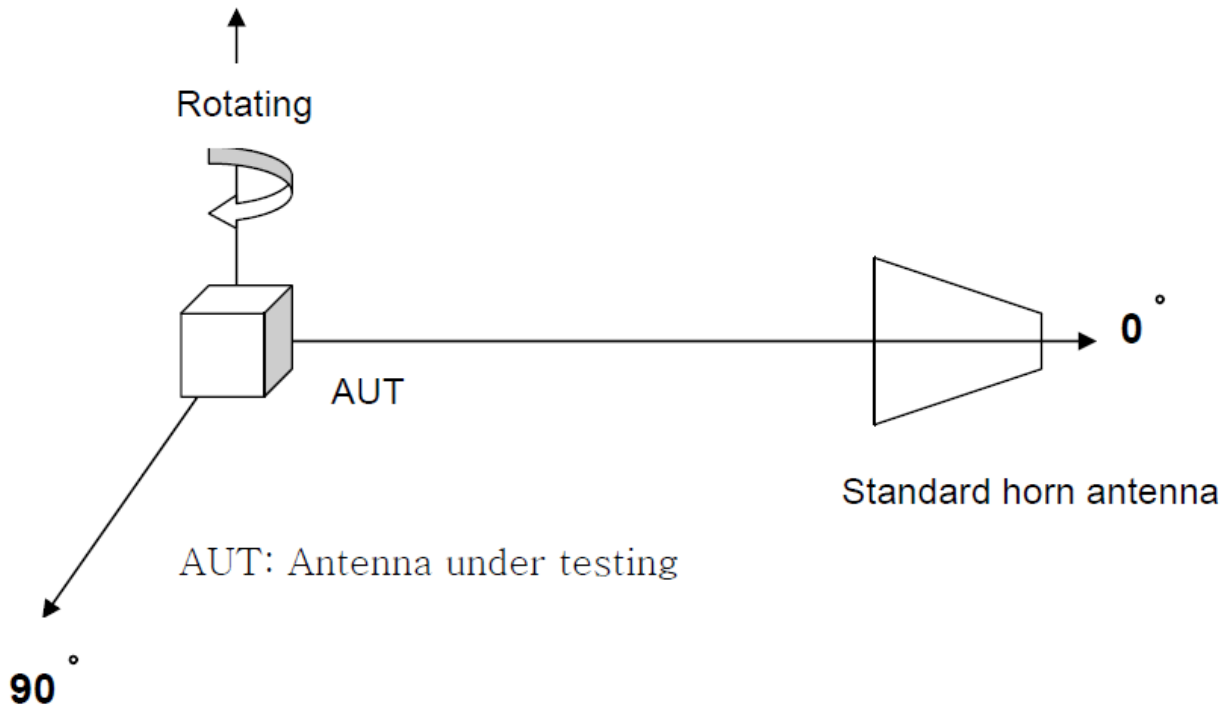 Rotating
0°
AUT
Standard horn antenna
AUT: Antenna under testing
90°